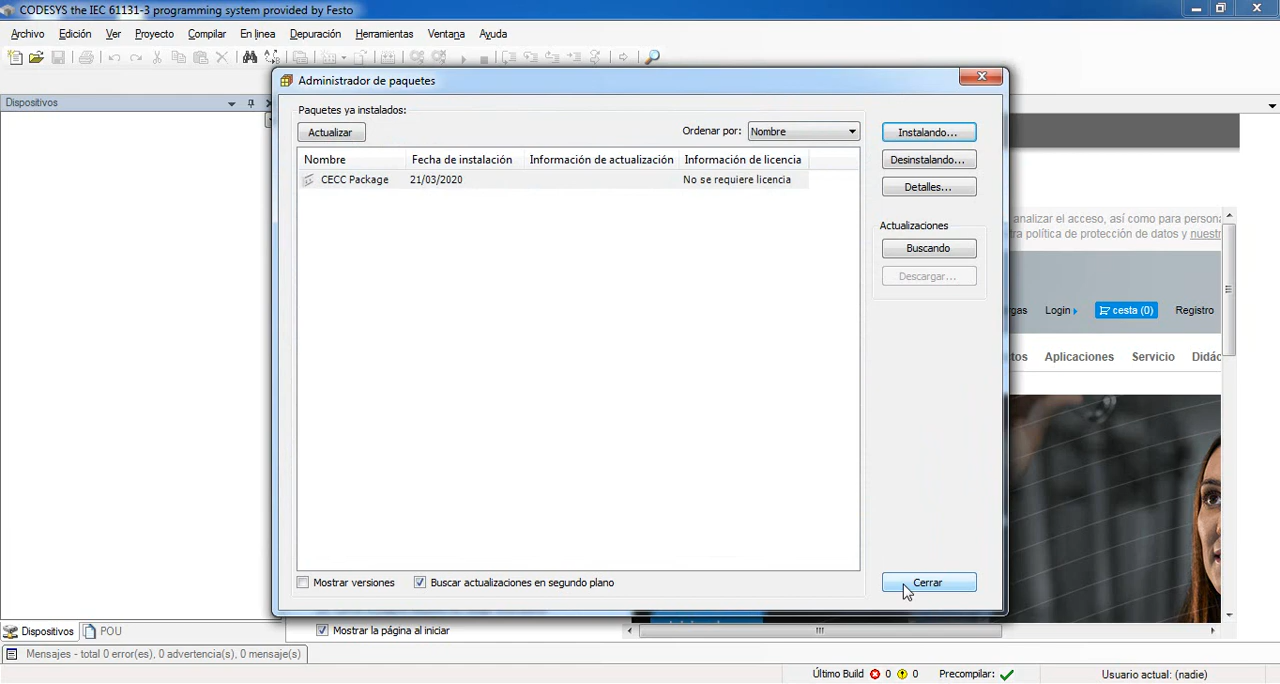 CODESYS the IEC 61131-3 programming system provided by Festo
Archivo Edición Ver Proyecto Compilar En línea Depuración Herramientas Ventana Ayuda
Administrador de paquetes
Dispositivos
Paquetes ya instalados:
Actualizar
Ordenar por: Nombre
Instalando...
Nombre Fecha de instalación Información de actualización Información de licencia
Desinstalando...
CECC Package 21/03/2020 No se requiere licencia
Detalles...
Actualizaciones
Buscando
Descargar...
analizar el acceso, así como para persona
tra política de protección de datos y nuestr
gas Login cesta (0) Registro
tos Aplicaciones Servicio Didác
Mostrar versiones
Buscar actualizaciones en segundo plano
Cerrar
Dispositivos POU
Mostrar la página al iniciar
Mensajes - total 0 error(es), 0 advertencia(s), 0 mensaje(s)
Último Build 0 0 Precompilar: Usuario actual: (nadie)